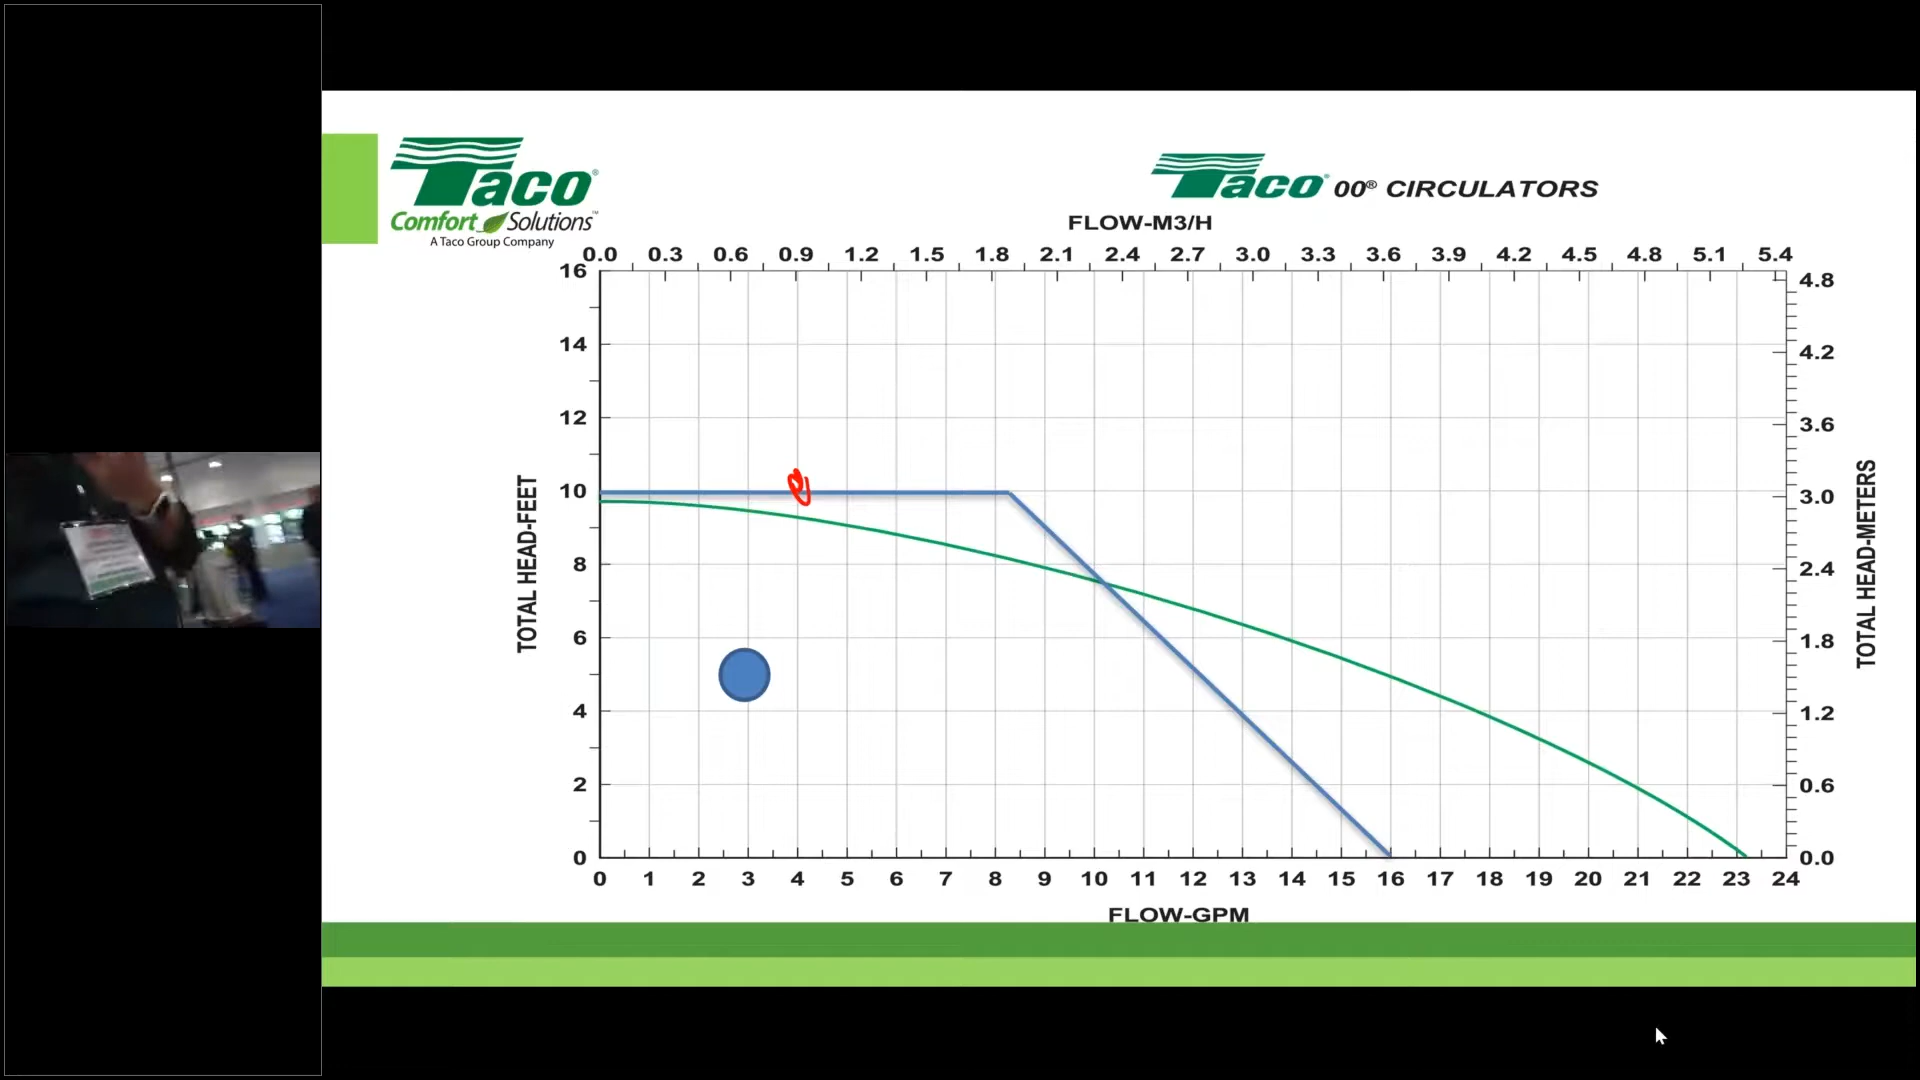 Taco®
Comfort Solutions™
A Taco Group Company
Taco® 00® CIRCULATORS
FLOW-M3/H
0.0 0.3 0.6 0.9 1.2 1.5 1.8 2.1 2.4 2.7 3.0 3.3 3.6 3.9 4.2 4.5 4.8 5.1 5.4
16
14
12
10
8
6
4
2
0
TOTAL HEAD-FEET
4.8
4.2
3.6
3.0
2.4
1.8
1.2
0.6
0.0
TOTAL HEAD-METERS
0 1 2 3 4 5 6 7 8 9 10 11 12 13 14 15 16 17 18 19 20 21 22 23 24
FLOW-GPM